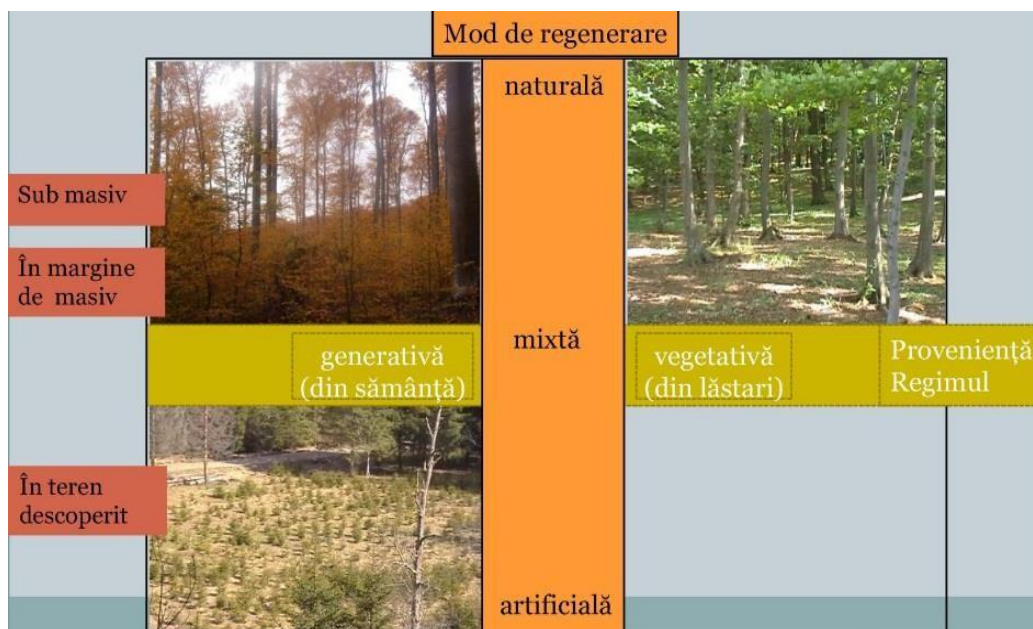 Mod de regenerare
naturală
Sub masiv
În margine
de masiv
mixtă
generativă
(din sămânță)
vegetativă
(din lăstari)
Proveniență
Regimul
În teren
descoperit
artificială